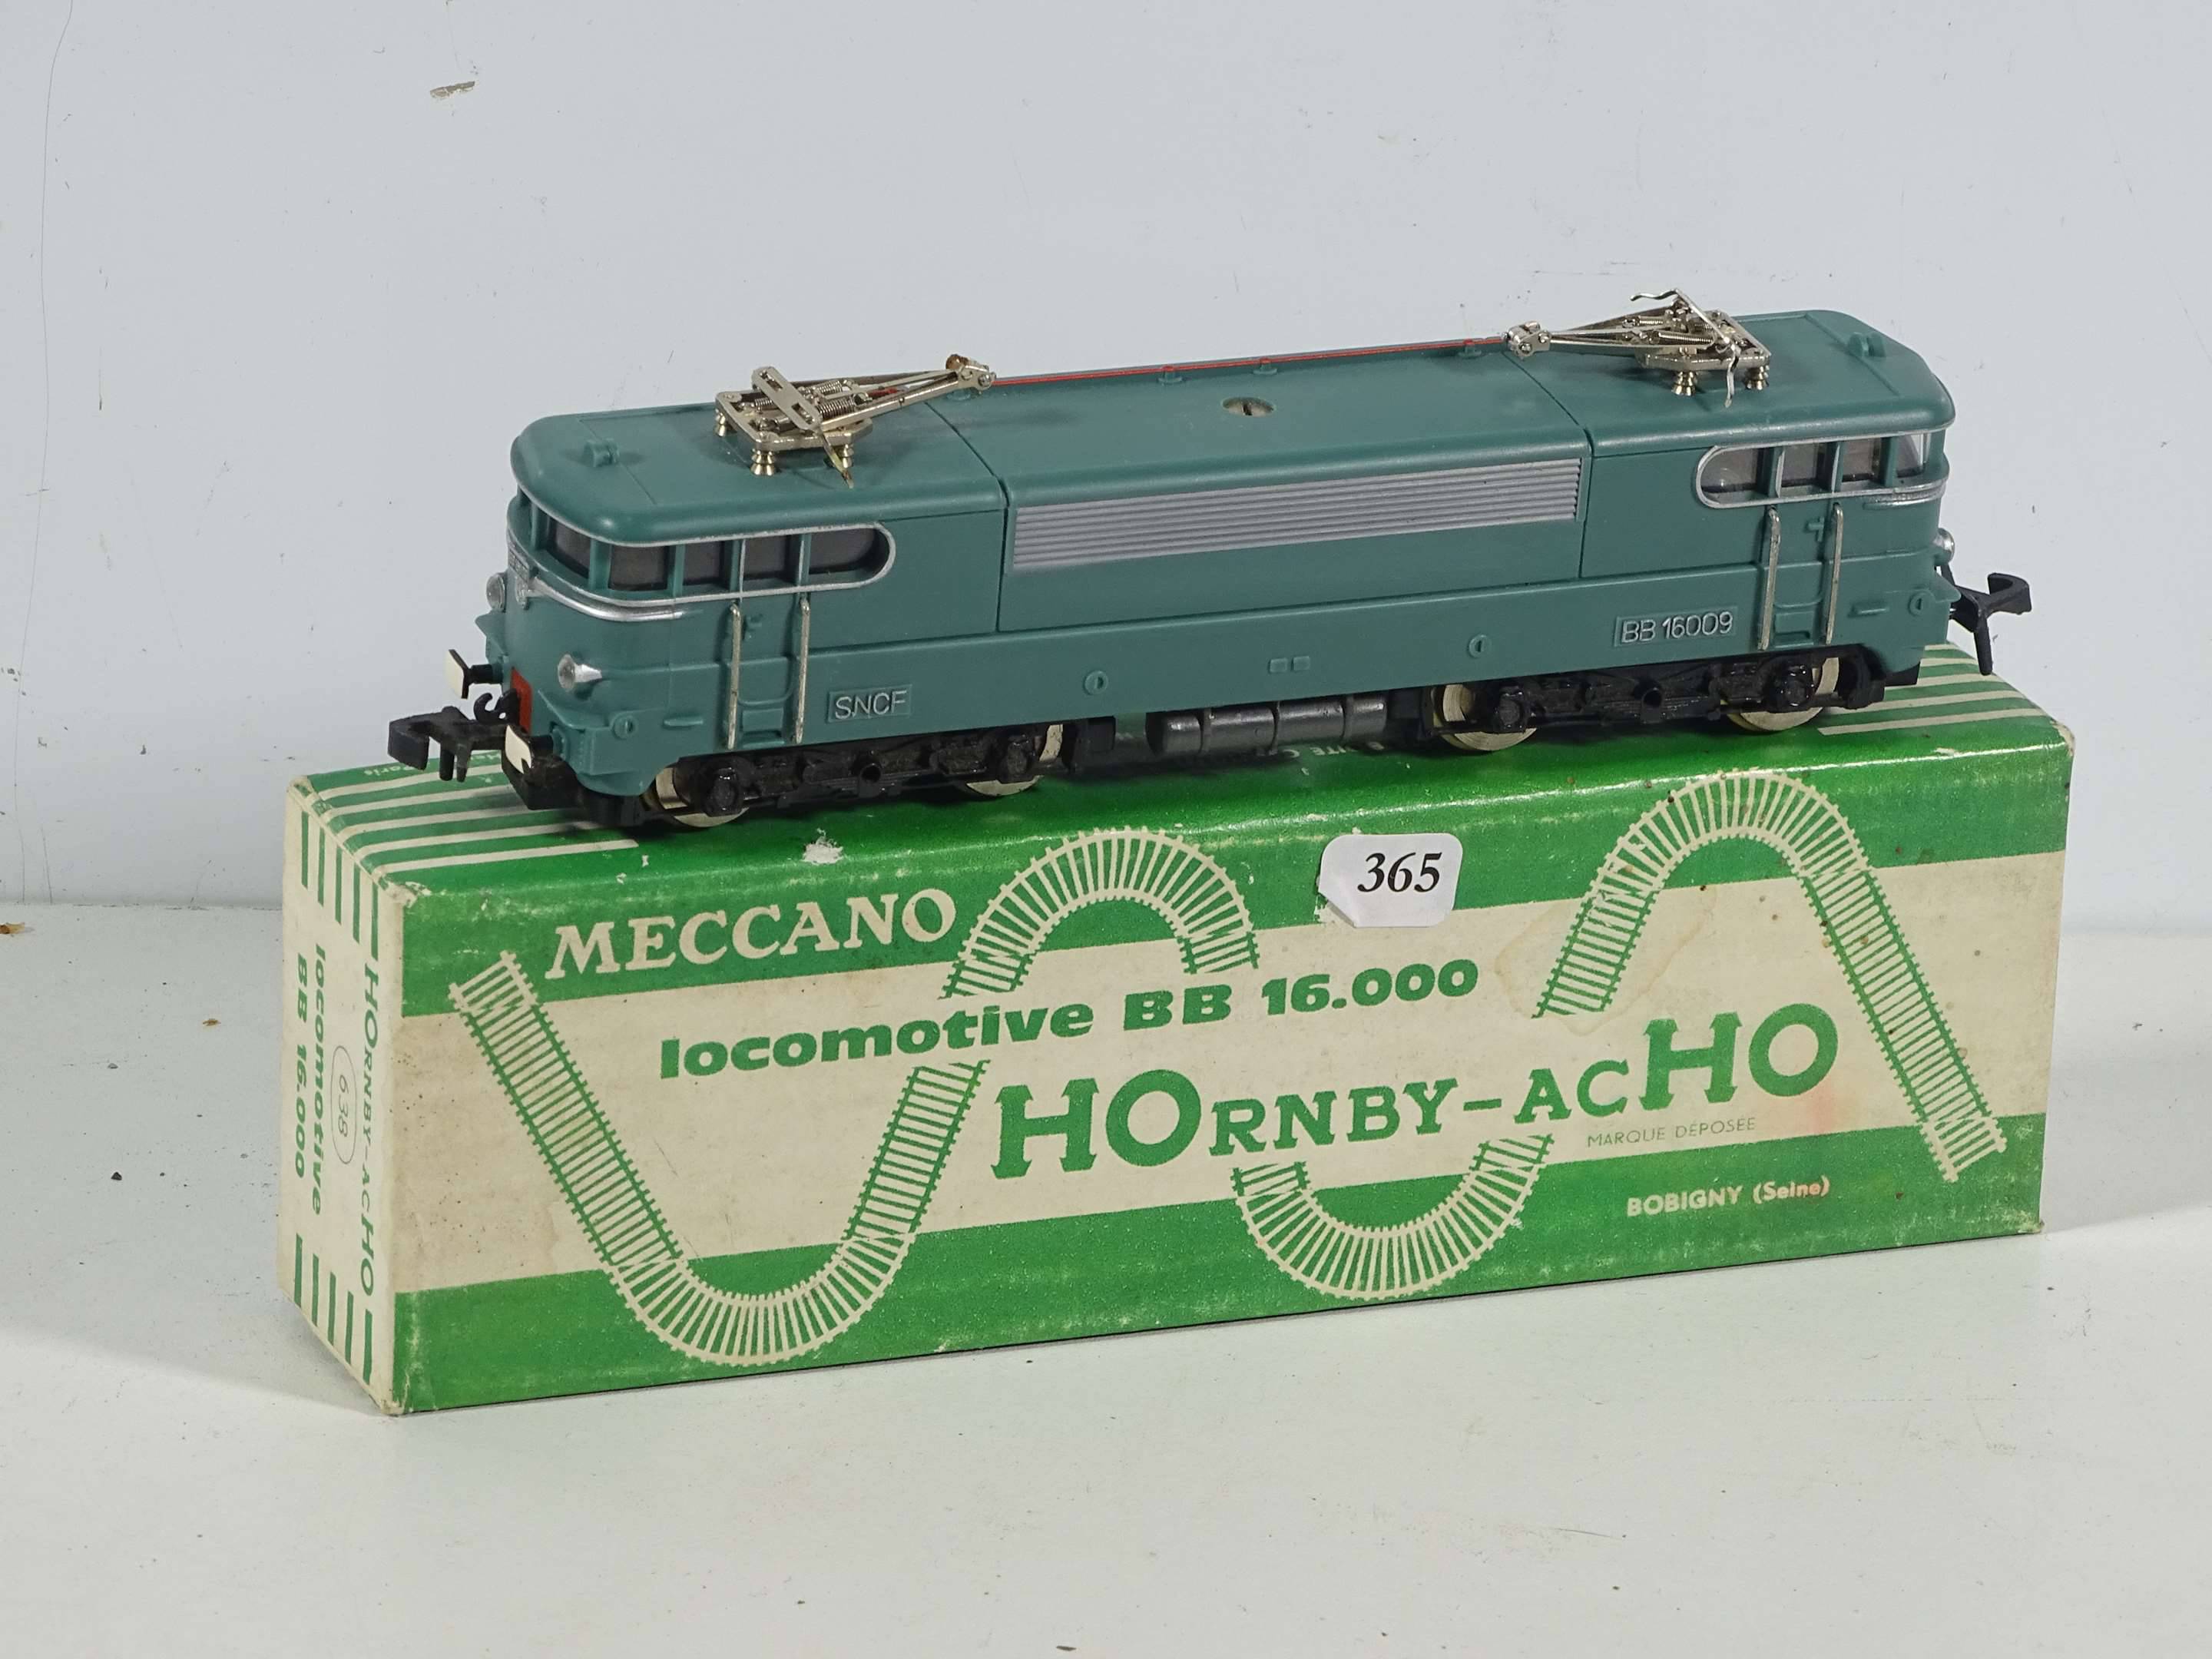 SNCF
BB 16009
365
MECCANO
locomotive BB 16.000
HORNBY-ACHO
MARQUE DÉPOSÉE
BOBIGNY (Seine)
HORNBY-ACHO
638
locomotive
BB 16.000